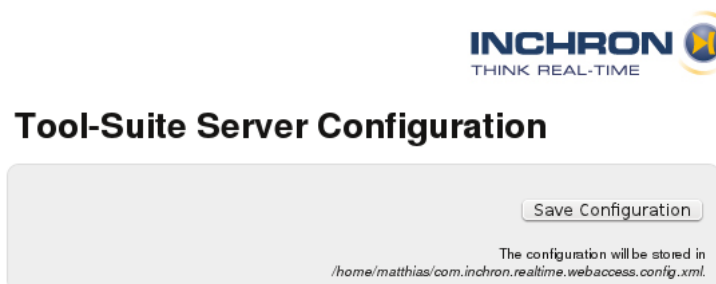 INCHRON
THINK REAL-TIME
Tool-Suite Server Configuration
Save Configuration
The configuration will be stored in
/home/matthias/com.inchron.realtime.webaccess.config.xml.